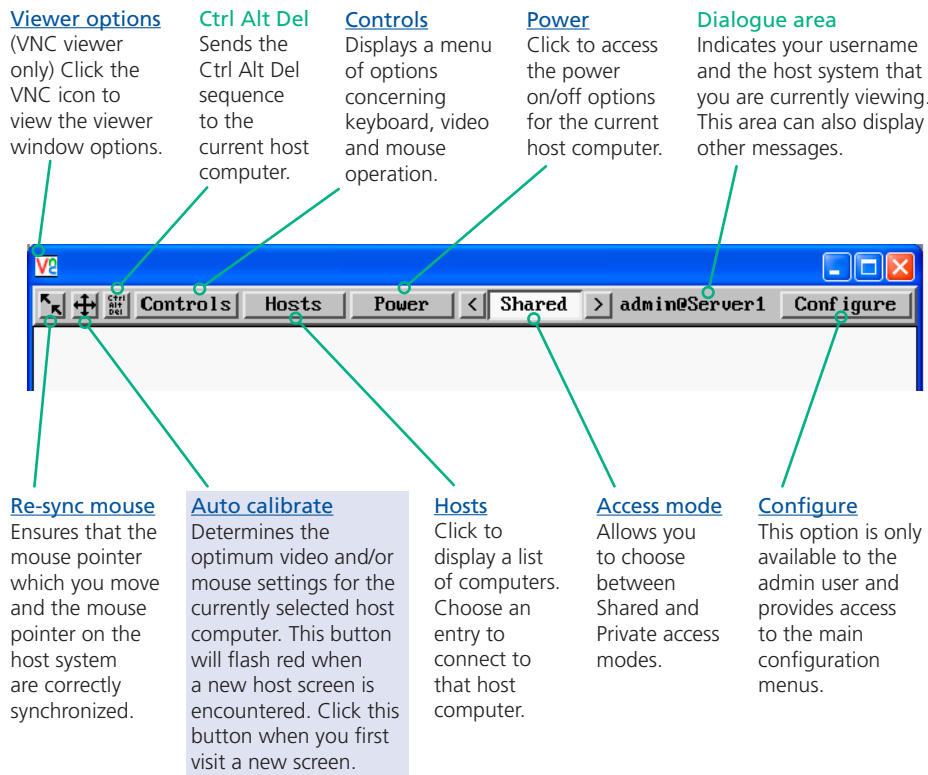 Viewer options
(VNC viewer
only) Click the
VNC icon to
view the viewer
window options.
Ctrl Alt Del
Sends the
Ctrl Alt Del
sequence
to the
current host
computer.
Controls
Displays a menu
of options
concerning
keyboard, video
and mouse
operation.
Power
Click to access
the power
on/off options
for the current
host computer.
Dialogue area
Indicates your username
and the host system that
you are currently viewing.
This area can also display
other messages.
Ctrl
Alt
Del
Controls
Hosts
Power
<
Shared
>
admin@Server1
Configure
Re-sync mouse
Ensures that the
mouse pointer
which you move
and the mouse
pointer on the
host system
are correctly
synchronized.
Auto calibrate
Determines the
optimum video and/or
mouse settings for the
currently selected host
computer. This button
will flash red when
a new host screen is
encountered. Click this
button when you first
visit a new screen.
Hosts
Click to
display a list
of computers.
Choose an
entry to
connect to
that host
computer.
Access mode
Allows you
to choose
between
Shared and
Private access
modes.
Configure
This option is only
available to the
admin user and
provides access
to the main
configuration
menus.